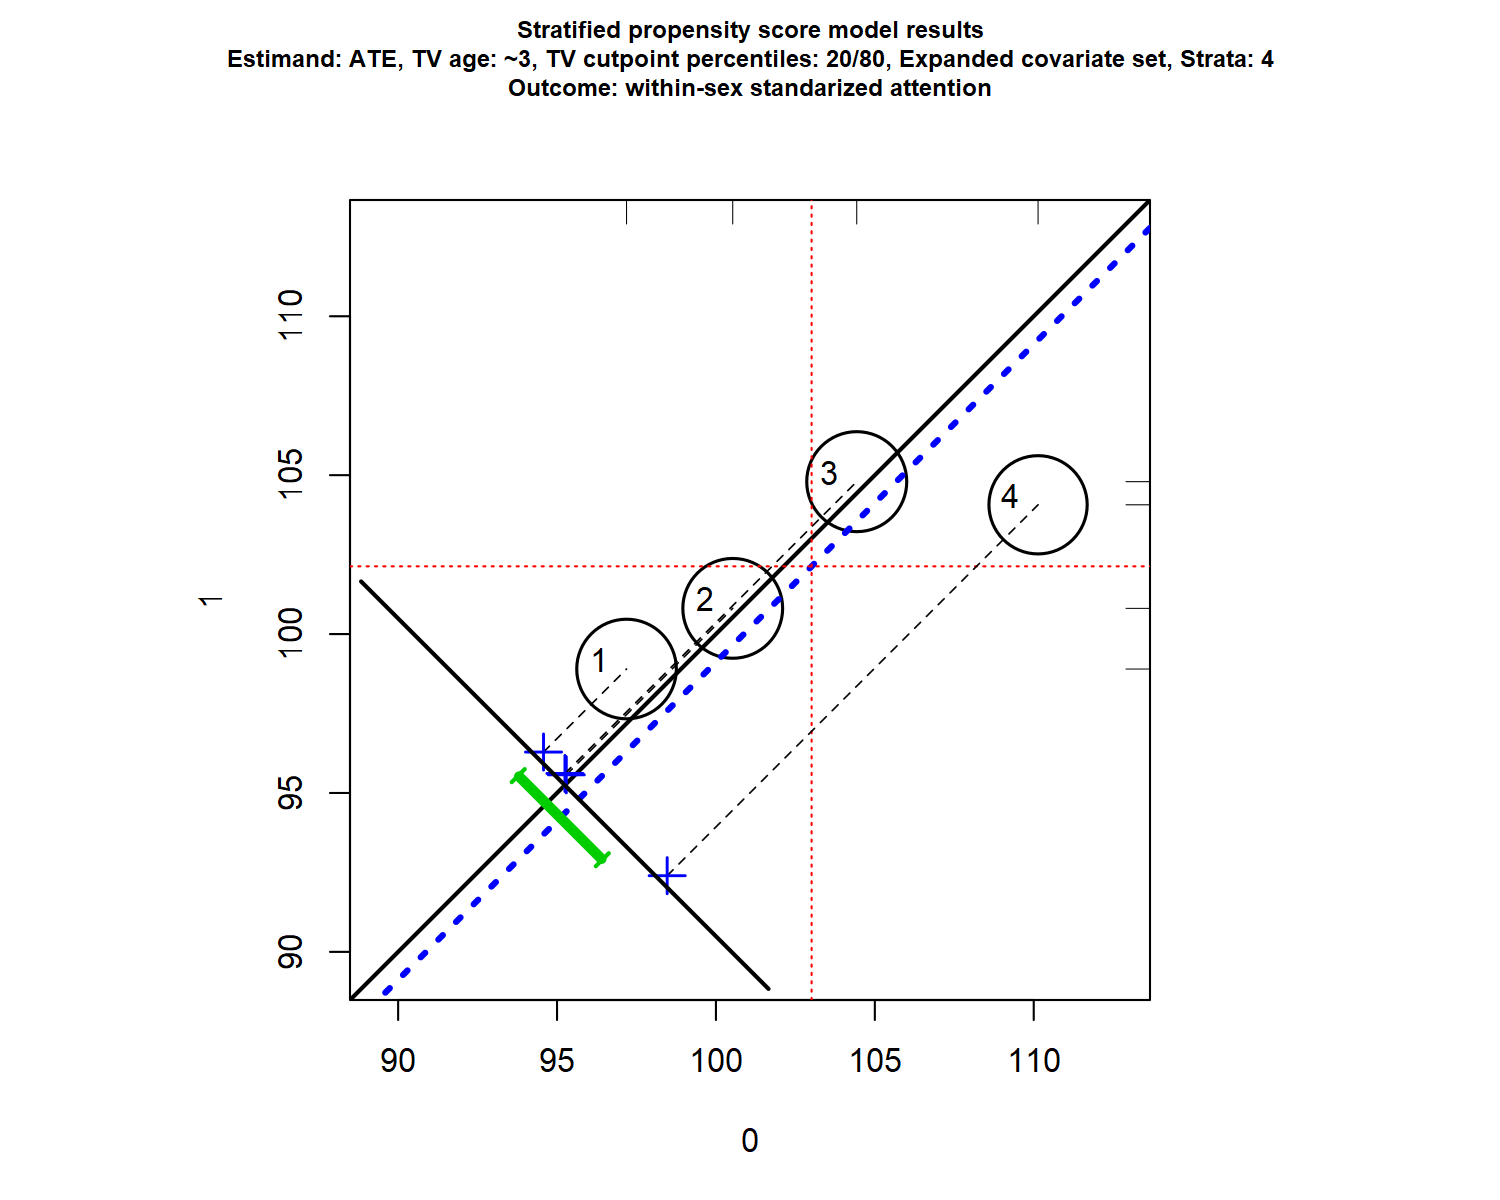 Stratified propensity score model results
Estimand: ATE, TV age: ~3, TV cutpoint percentiles: 20/80, Expanded covariate set, Strata: 4
Outcome: within-sex standarized attention
110
105
100
95
90
1
3
4
2
1
90 95 100 105 110
0